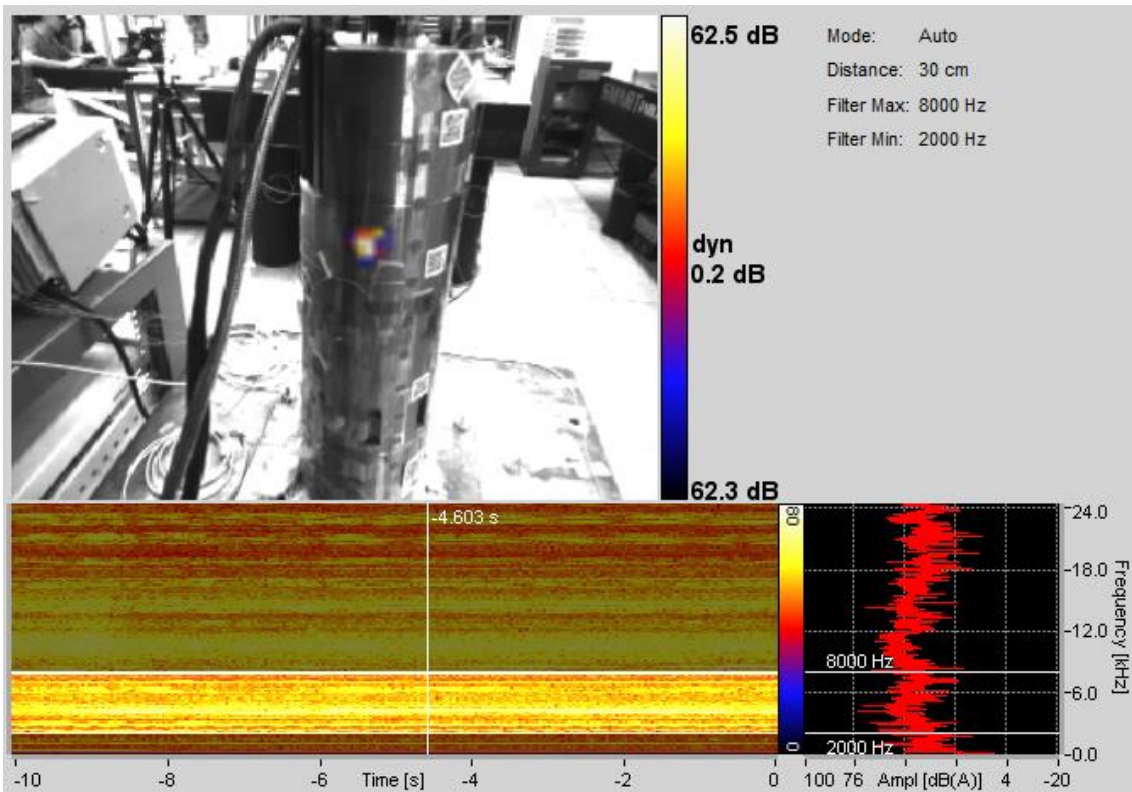 62.5 dB
dyn
0.2 dB
62.3 dB
Mode: Auto
Distance: 30 cm
Filter Max: 8000 Hz
Filter Min: 2000 Hz
-4.603 s
80
0
8000 Hz
2000 Hz
24.0
18.0
12.0
6.0
0.0
Frequency [kHz]
-10 -8 -6 Time [s] -4 -2 0
100 76 Ampl [dB(A)] 4 -20